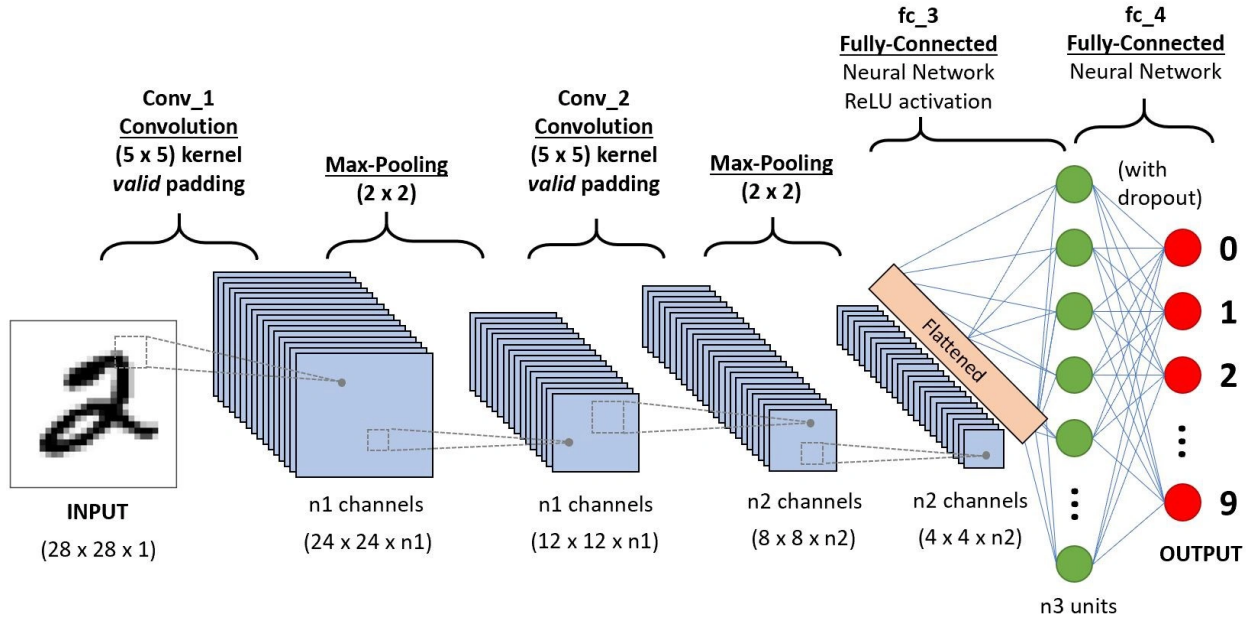 Conv_1
Convolution
(5 x 5) kernel
valid padding
Max-Pooling
(2 x 2)
Conv_2
Convolution
(5 x 5) kernel
valid padding
Max-Pooling
(2 x 2)
fc_3
Fully-Connected
Neural Network
ReLU activation
fc_4
Fully-Connected
Neural Network
(with
dropout)
Flattened
0
1
2
9
2
INPUT
(28 x 28 x 1)
n1 channels
(24 x 24 x n1)
n1 channels
(12 x 12 x n1)
n2 channels
(8 x 8 x n2)
n2 channels
(4 x 4 x n2)
OUTPUT
n3 units